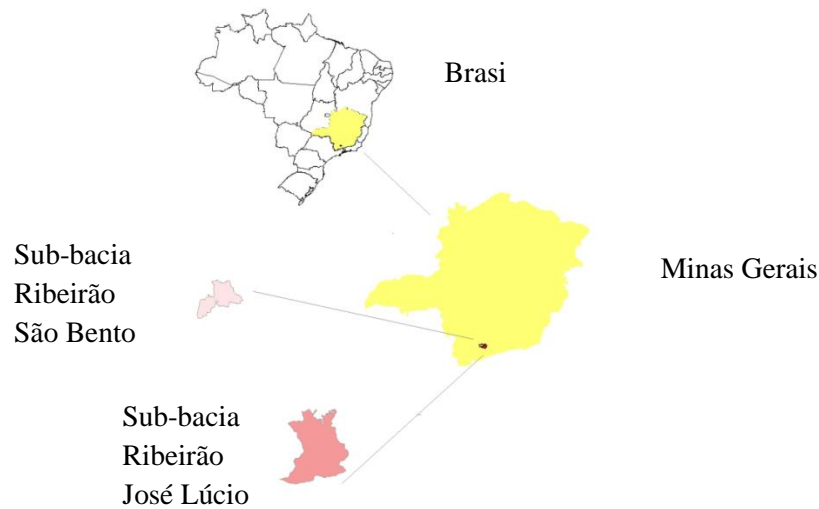 Brasi
Minas Gerais
Sub-bacia
Ribeirão
São Bento
Sub-bacia
Ribeirão
José Lúcio